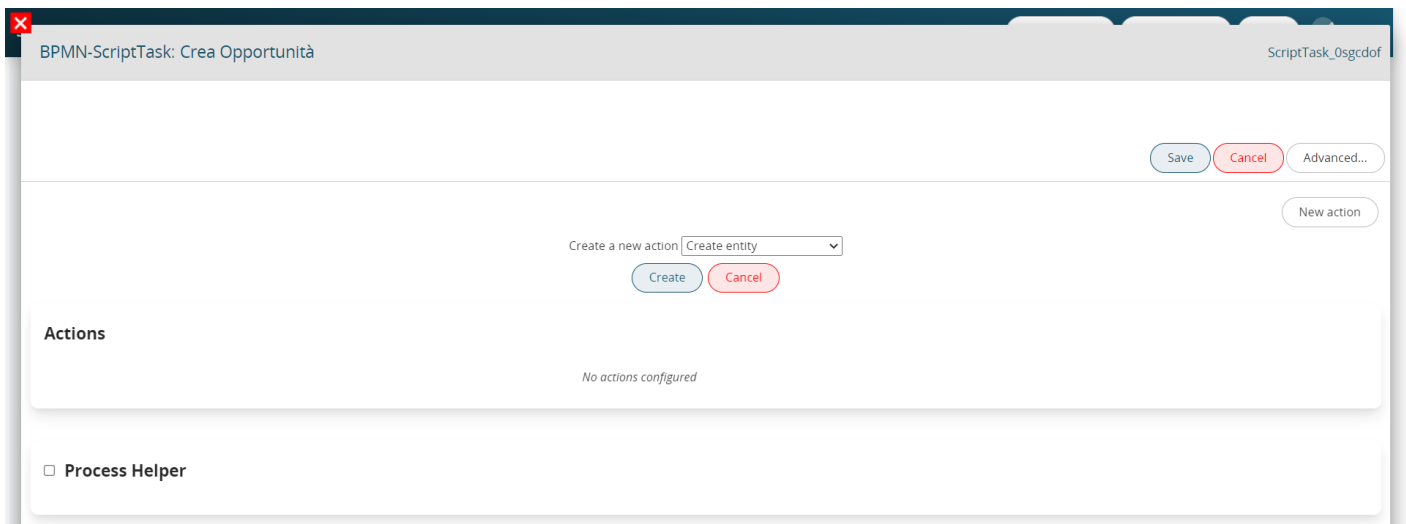 BPMN-ScriptTask: Crea Opportunità
ScriptTask_0sgcdof
Save
Cancel
Advanced...
New action
Create a new action Create entity
Create
Cancel
Actions
No actions configured
Process Helper